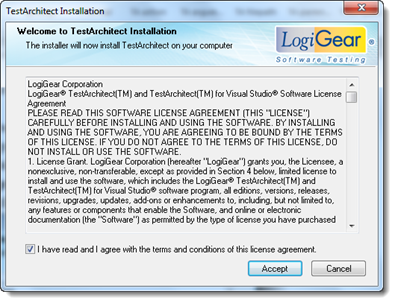 TestArchitect Installation
Welcome to TestArchitect Installation
The installer will now install TestArchitect on your computer
LogiGear®
Software Testing
LogiGear Corporation
LogiGear® TestArchitect(TM) and TestArchitect(TM) for Visual Studio® Software License
Agreement
PLEASE READ THIS SOFTWARE LICENSE AGREEMENT (THIS "LICENSE")
CAREFULLY BEFORE INSTALLING AND USING THE SOFTWARE. BY INSTALLING
AND USING THE SOFTWARE, YOU ARE AGREEING TO BE BOUND BY THE TERMS
OF THIS LICENSE. IF YOU DO NOT AGREE TO THE TERMS OF THIS LICENSE, DO
NOT INSTALL OR USE THE SOFTWARE.
1. License Grant. LogiGear Corporation (hereafter "LogiGear") grants you, the Licensee, a
nonexclusive, non-transferable, except as provided in Section 4 below, limited license to
install and use the software, which includes the LogiGear® TestArchitect(TM) and
TestArchitect(TM) for Visual Studio® software program, all editions, versions, releases,
revisions, upgrades, updates, add-ons or enhancements to, including, but not limited to,
any features or components that enable the Software, and online or electronic
documentation (the "Software") as permitted by the type of license you have purchased
I have read and I agree with the terms and conditions of this license agreement.
Accept
Cancel